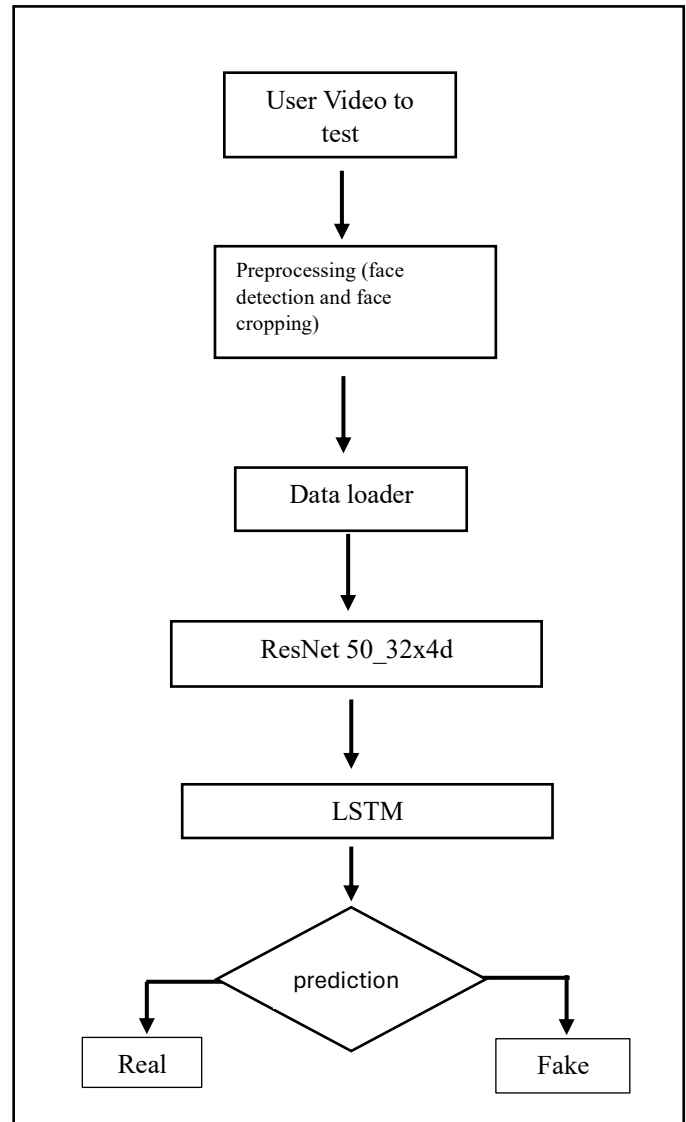 User Video to
test
Preprocessing (face
detection and face
cropping)
Data loader
ResNet 50_32x4d
LSTM
prediction
Real
Fake